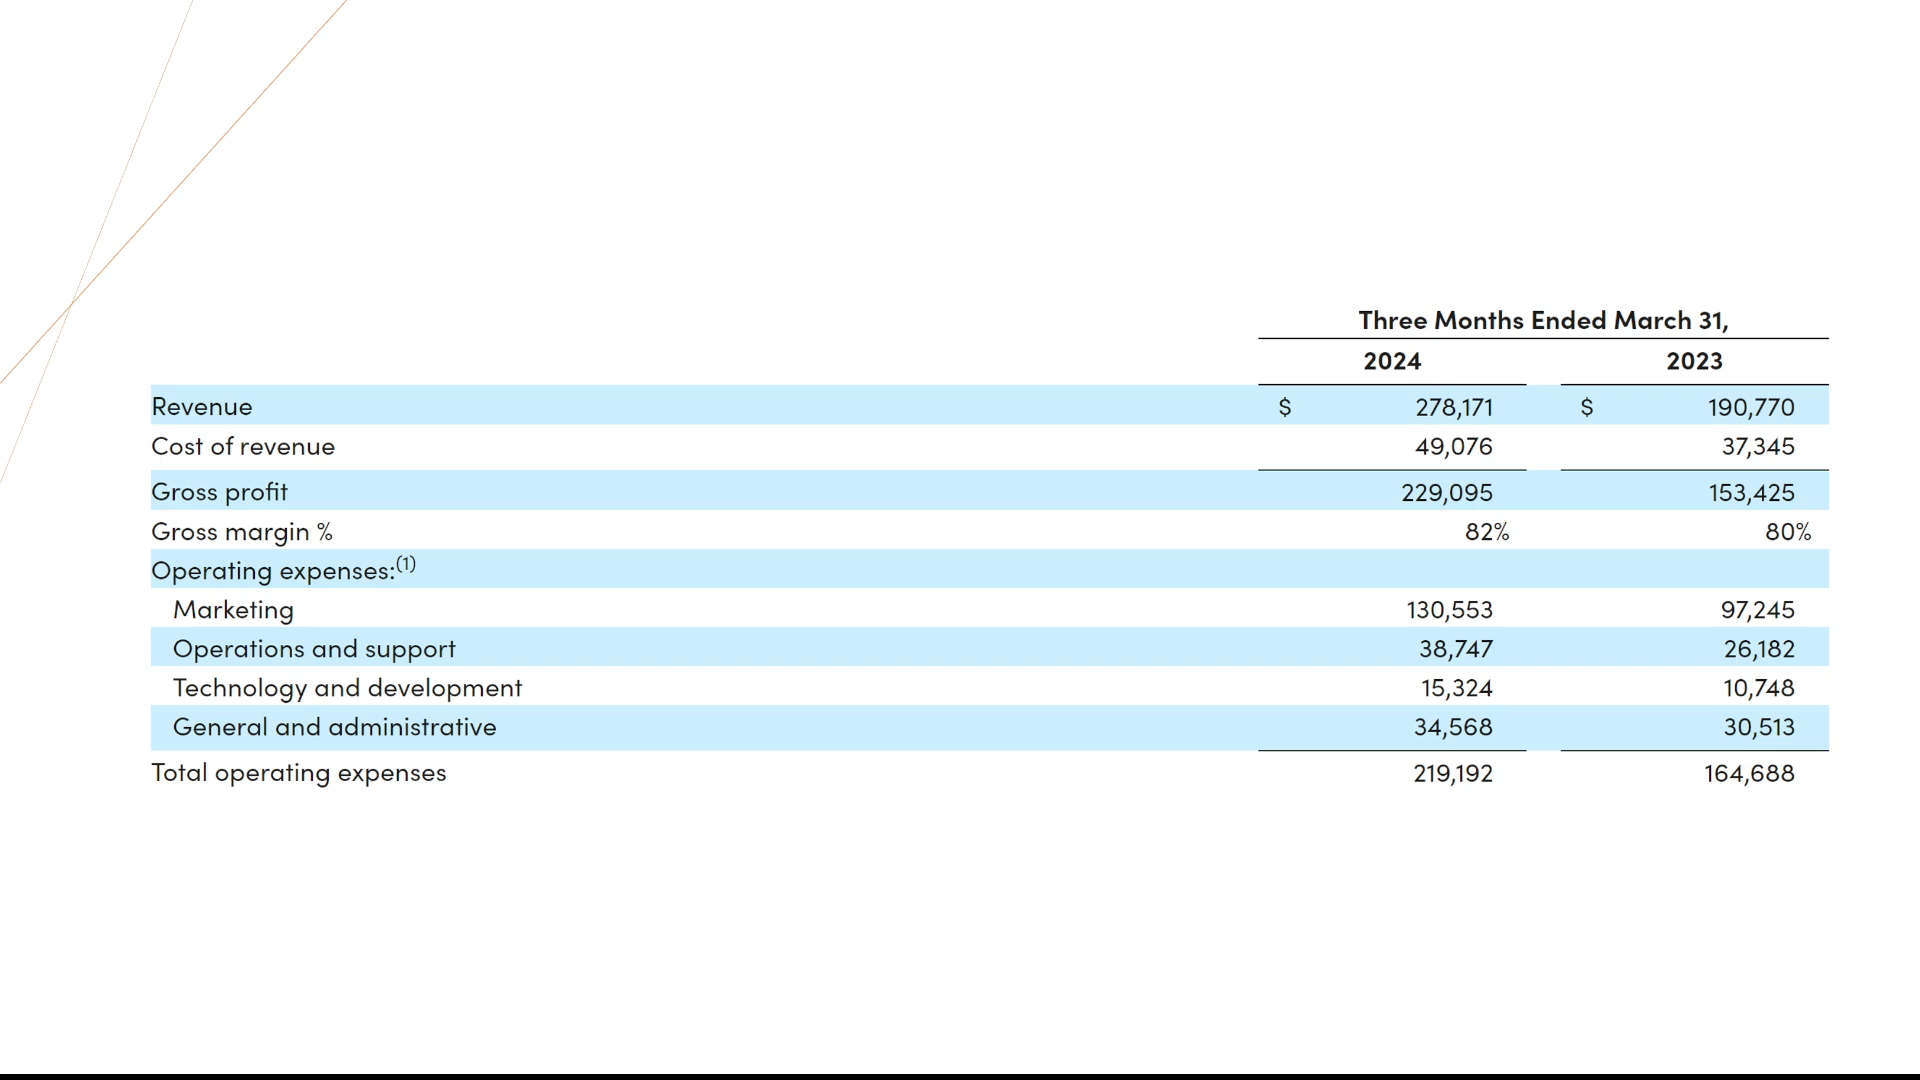 Three Months Ended March 31,
2024 2023
Revenue $ 278,171 $ 190,770
Cost of revenue 49,076 37,345
Gross profit 229,095 153,425
Gross margin % 82% 80%
Operating expenses:(1)
Marketing 130,553 97,245
Operations and support 38,747 26,182
Technology and development 15,324 10,748
General and administrative 34,568 30,513
Total operating expenses 219,192 164,688